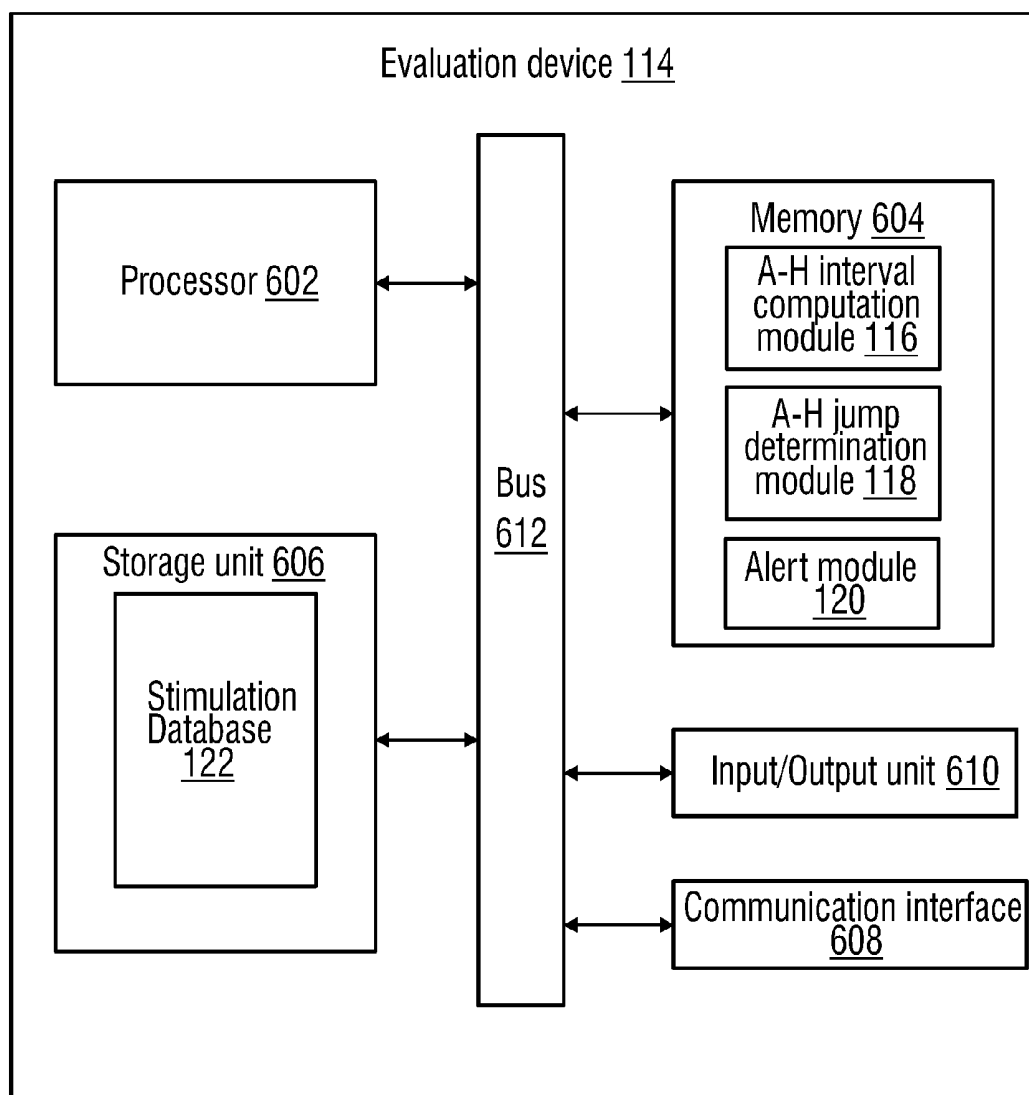 Evaluation device 114
Processor 602
Storage unit 606
Stimulation
Database
122
Bus
612
Memory 604
A-H interval
computation
module 116
A-H jump
determination
module 118
Alert module
120
Input/Output unit 610
Communication interface
608